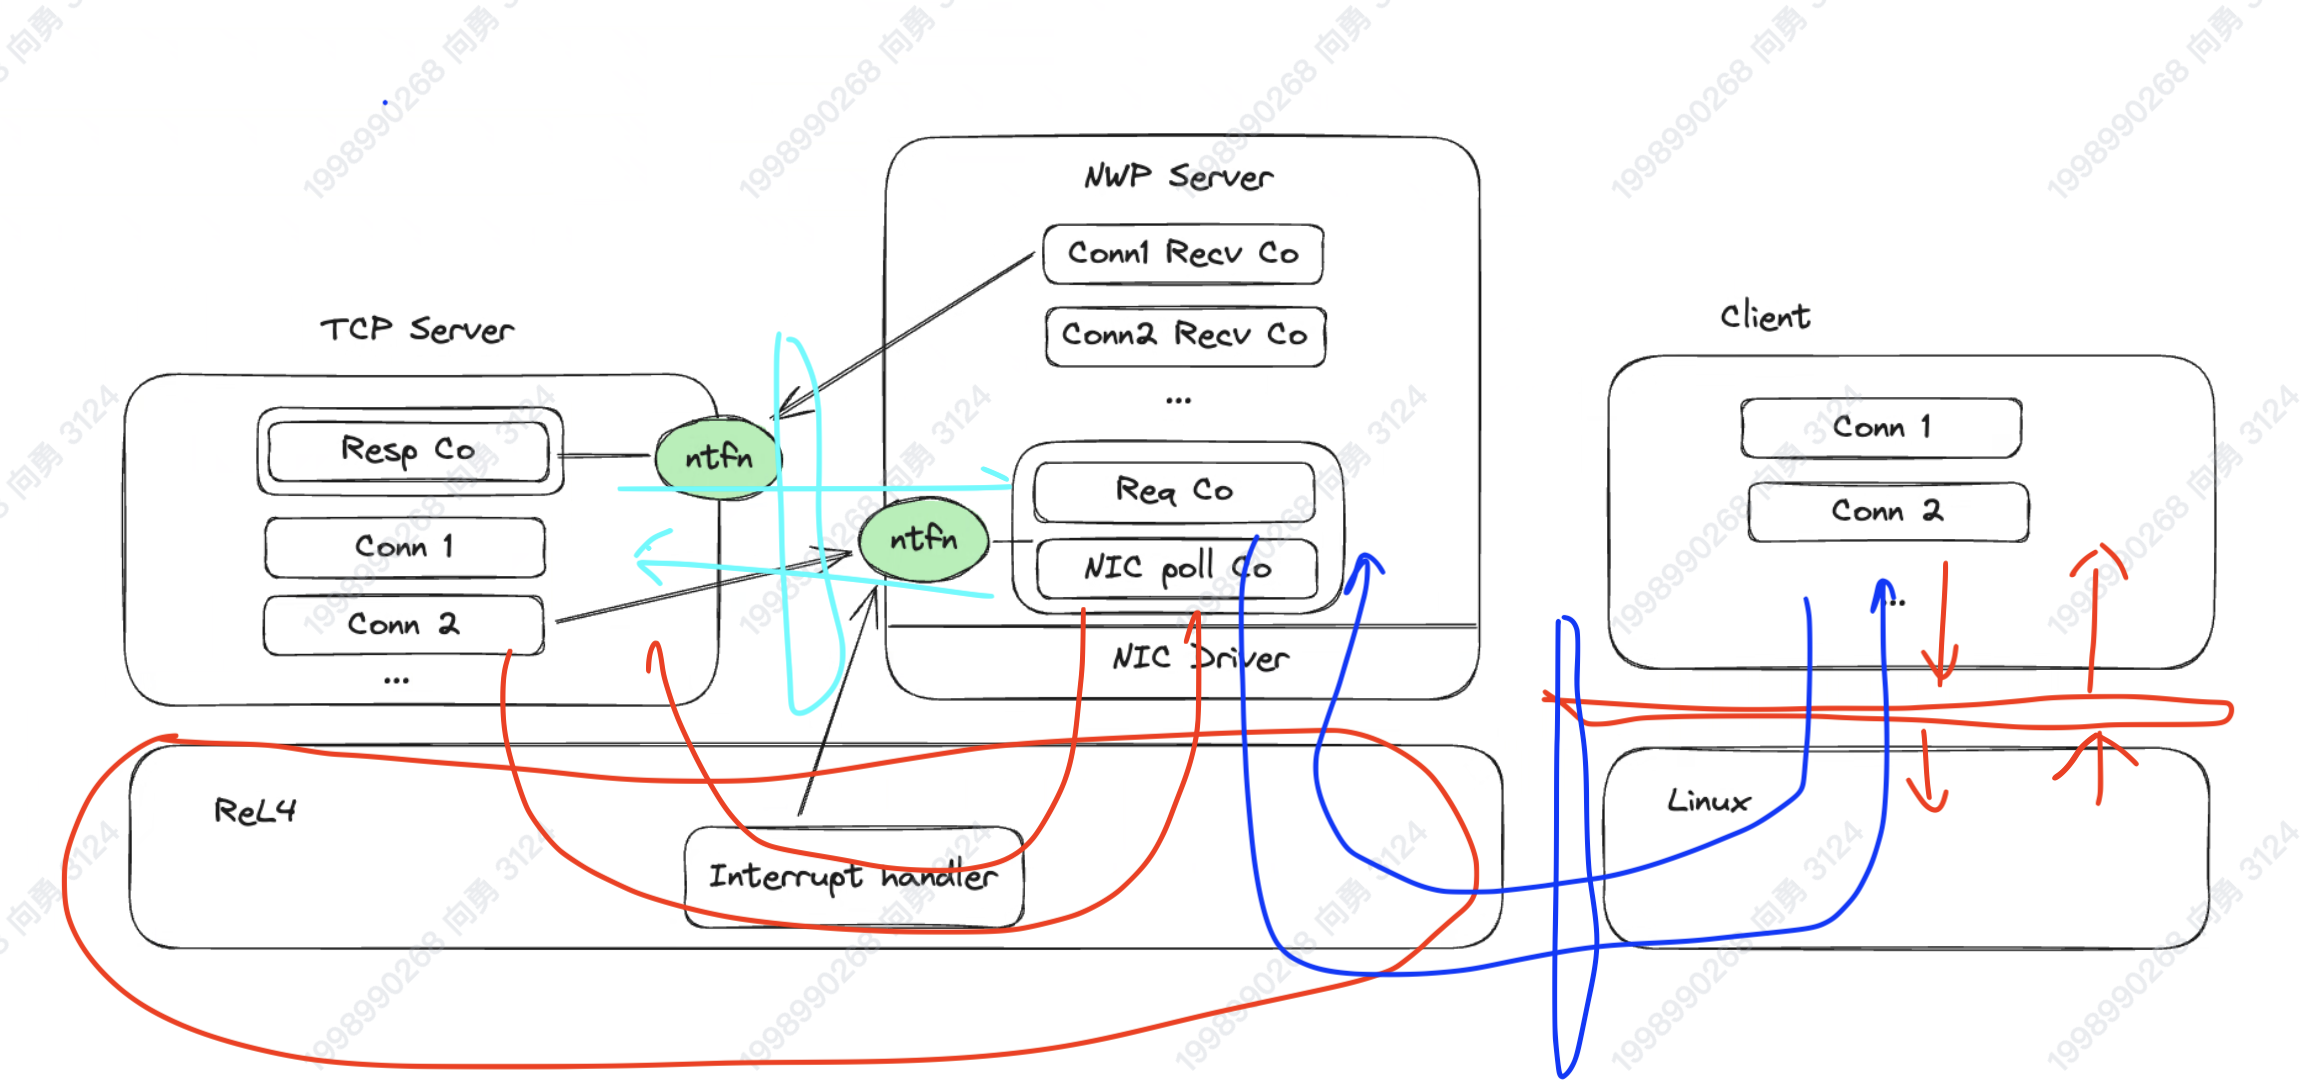 1998990268 向勇 3124
NWP Server
Conn1 Recv Co
Conn2 Recv Co
...
TCP Server
Client
Resp Co
ntfn
Conn 1
Conn 2
...
Req Co
ntfn
NIC poll Co
NIC Driver
Conn 1
Conn 2
...
ReL4
Interrupt handler
Linux